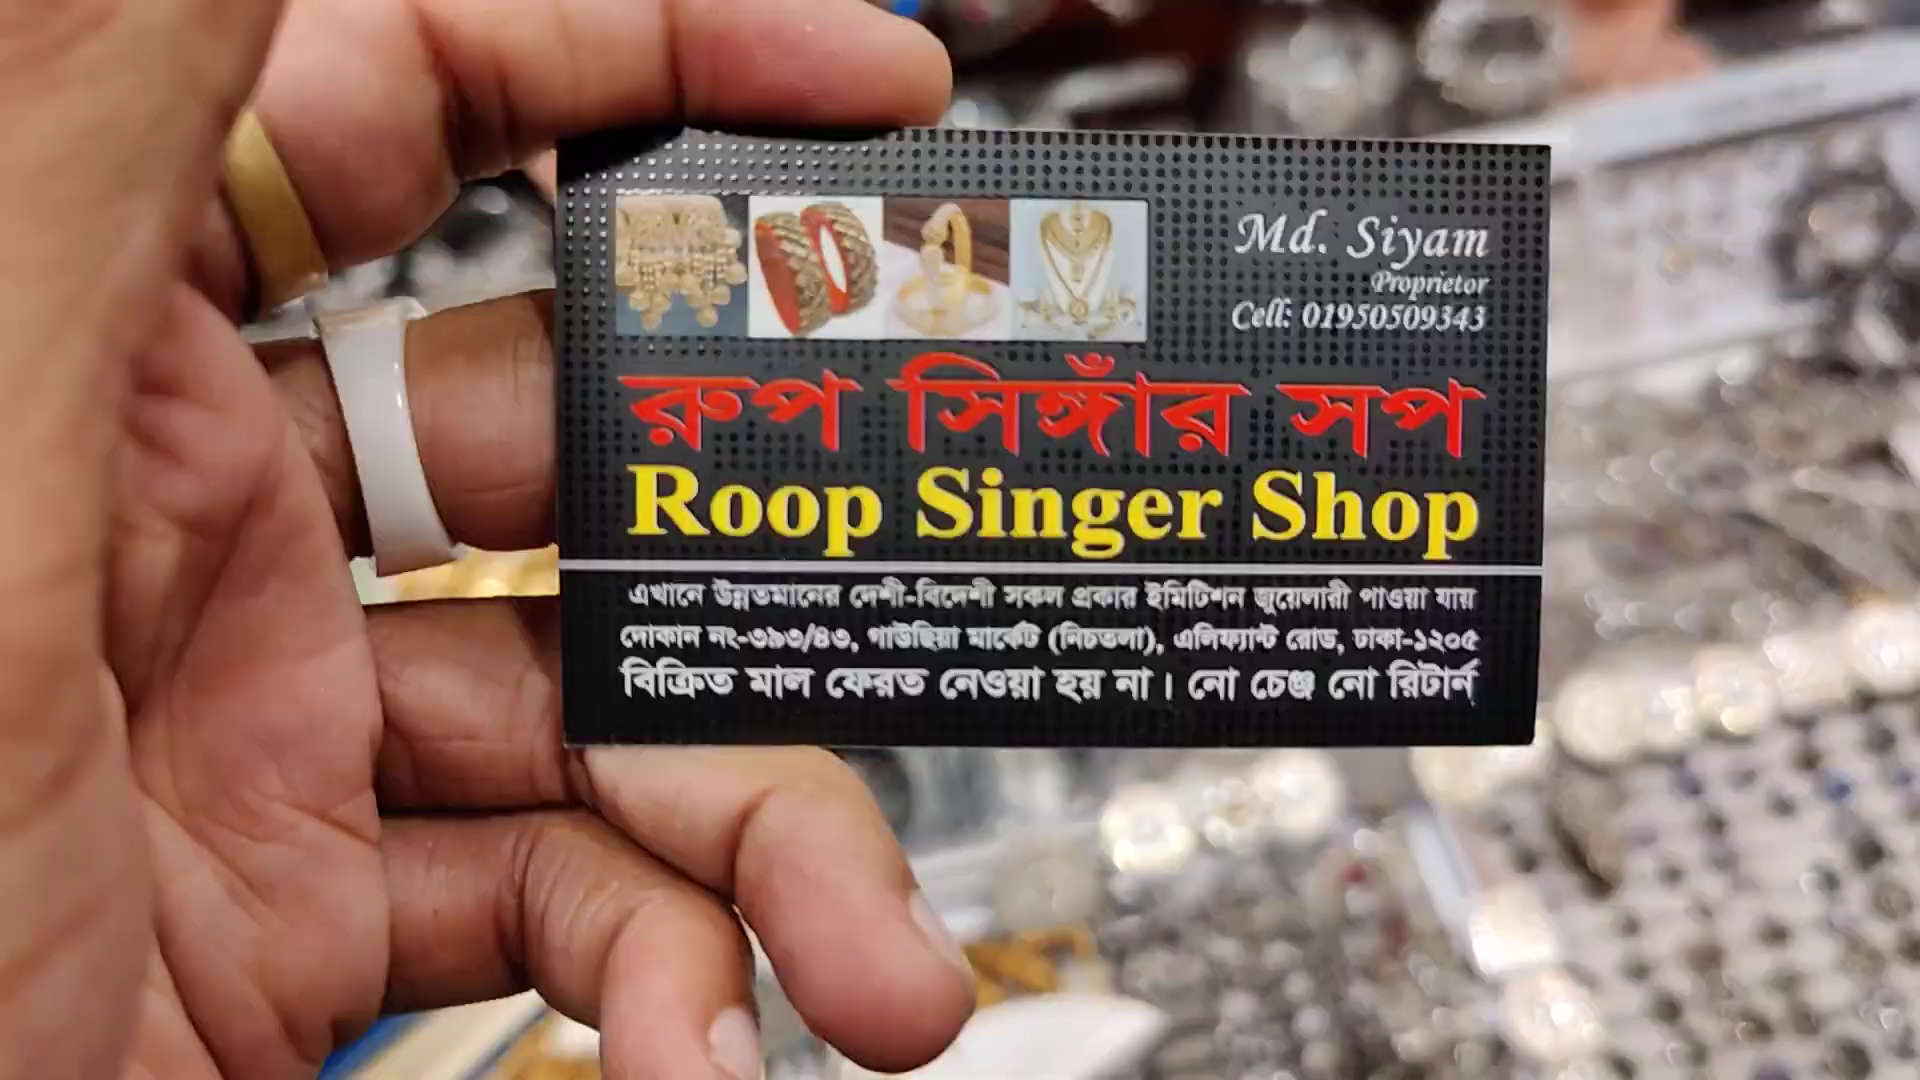 Md. Siyam
Proprietor
Cell: 01950509343
রুপ সিঙ্গাঁর সপ
Roop Singer Shop
এখানে উন্নতমানের দেশী-বিদেশী সকল প্রকার ইমিটিশন জুয়েলারী পাওয়া যায়
দোকান নং-৩৯৩/৪৩, গাউছিয়া মার্কেট (নিচতলা), এলিফ্যান্ট রোড, ঢাকা-১২০৫
বিক্রিত মাল ফেরত নেওয়া হয় না। নো চেঞ্জ নো রিটার্ন